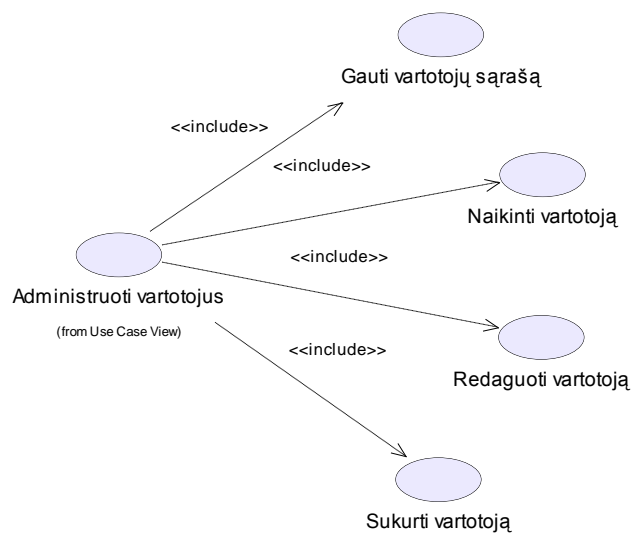 Gauti vartotojų sąrašą
<<include>>
<<include>>
Naikinti vartotoją
<<include>>
Administruoti vartotojus
(from Use Case View)
<<include>>
Redaguoti vartotoją
Sukurti vartotoją